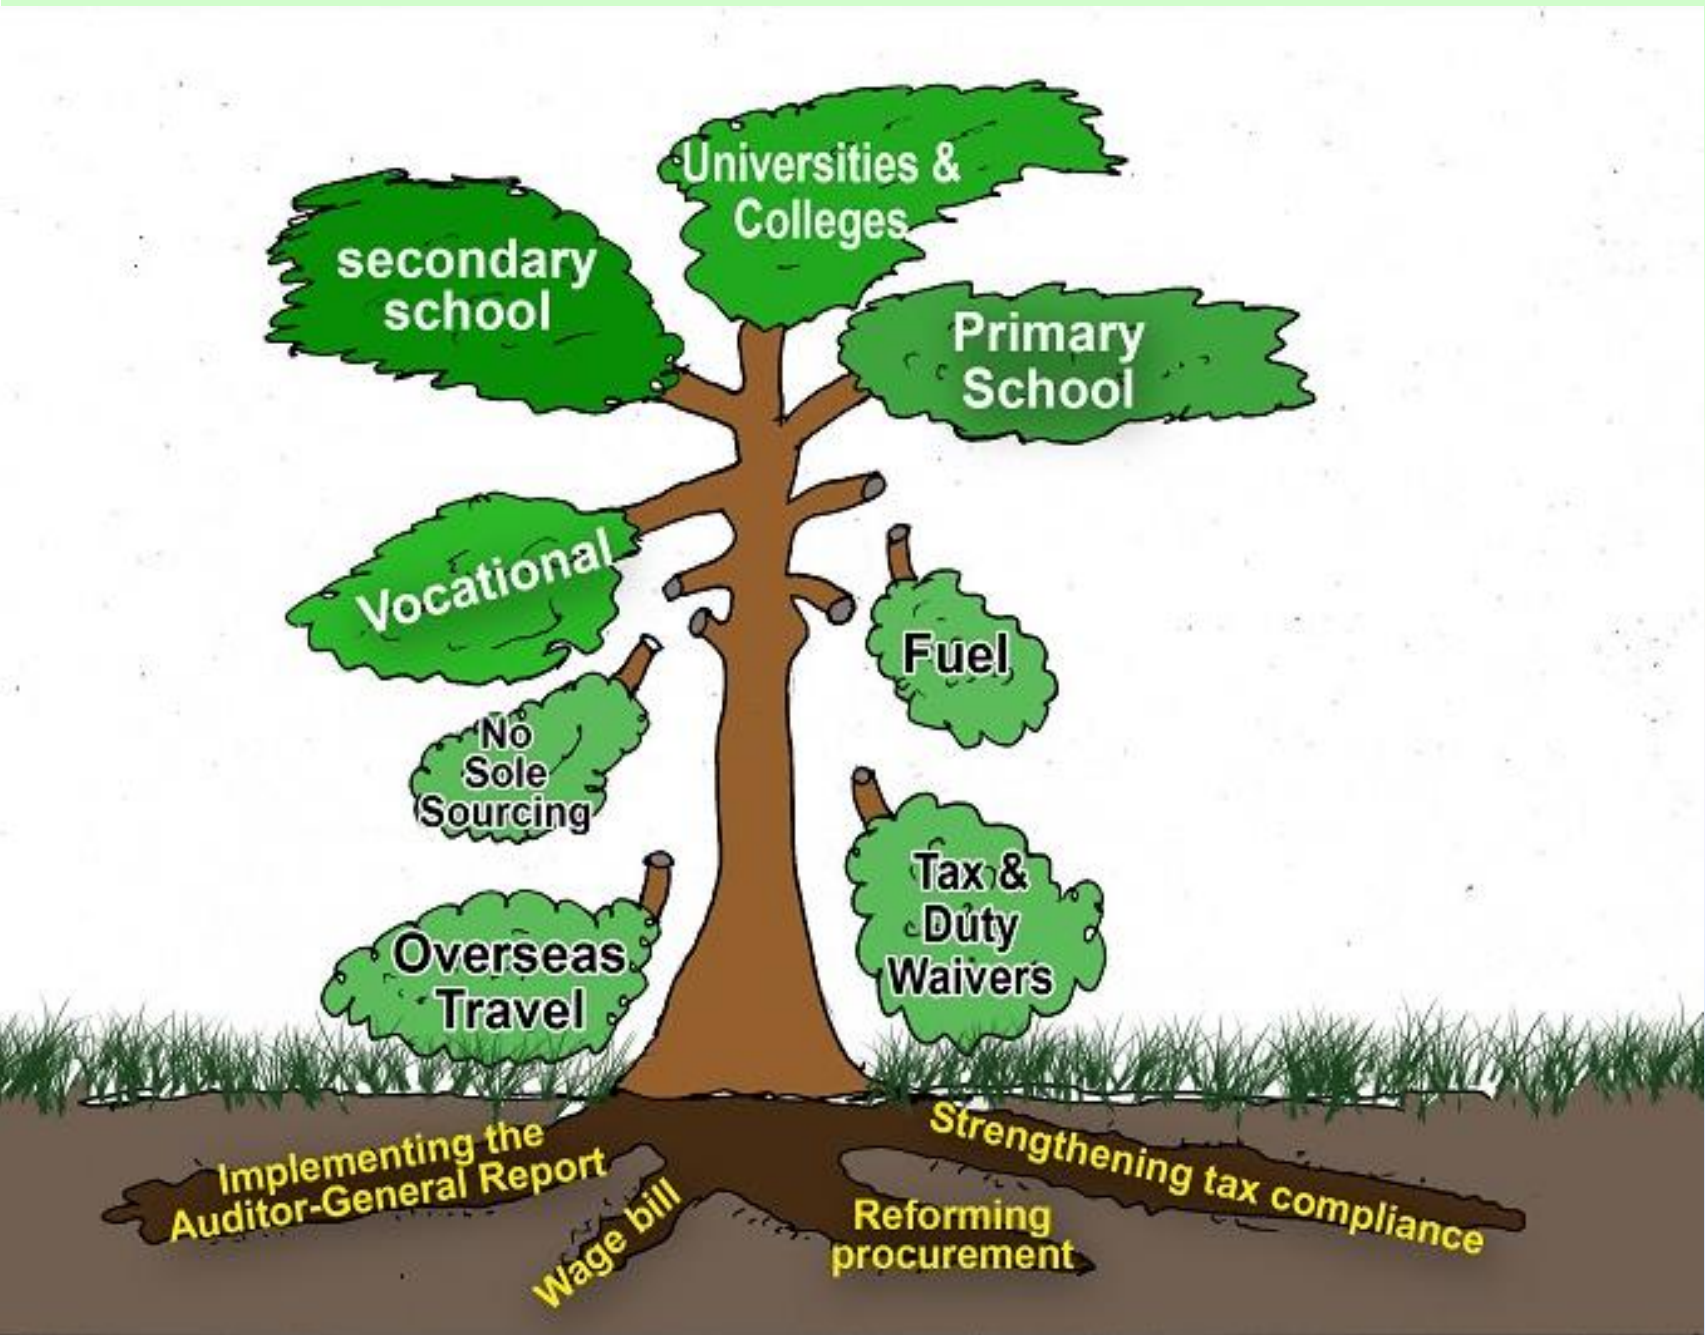 Universities &
Colleges
secondary
school
Primary
School
Vocational
Fuel
No
Sole
Sourcing
Tax &
Duty
Waivers
Overseas
Travel
Implementing the
Auditor-General Report
Strengthening tax compliance
Wage bill
Reforming
procurement